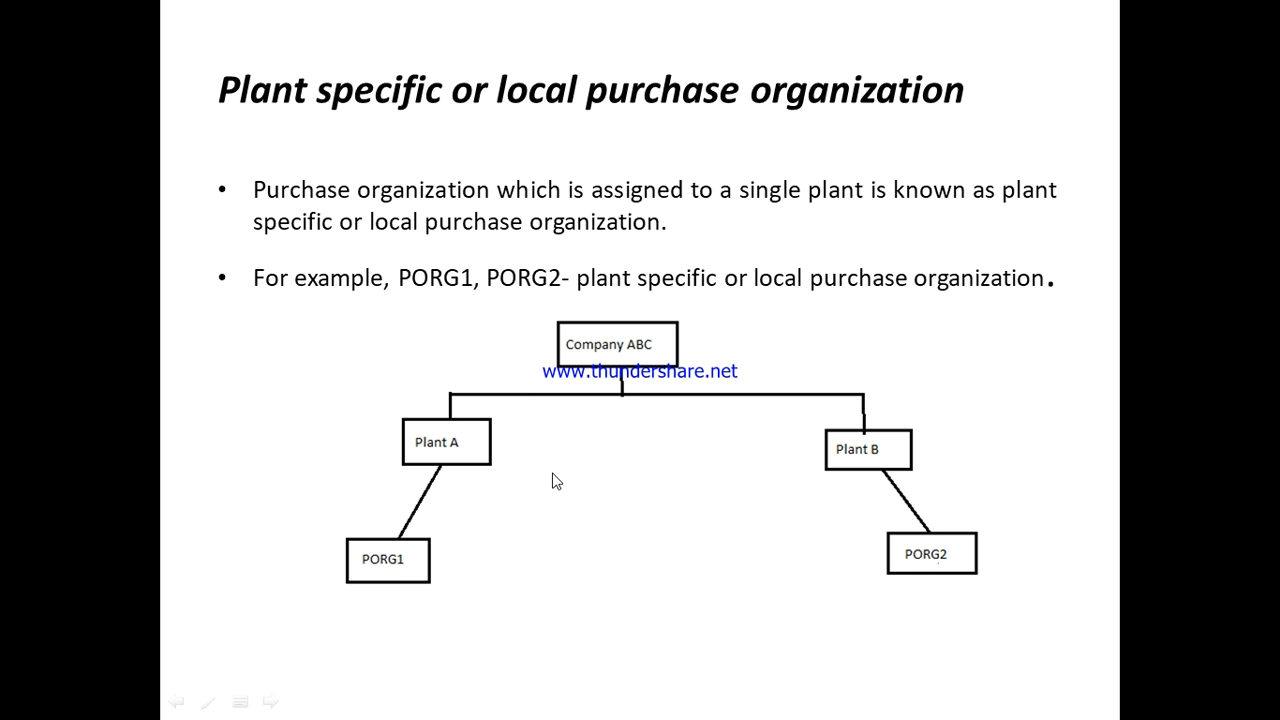 Plant specific or local purchase organization
• Purchase organization which is assigned to a single plant is known as plant
specific or local purchase organization.
• For example, PORG1, PORG2- plant specific or local purchase organization.
Company ABC
www.thundershare.net
Plant A
Plant B
PORG1
PORG2